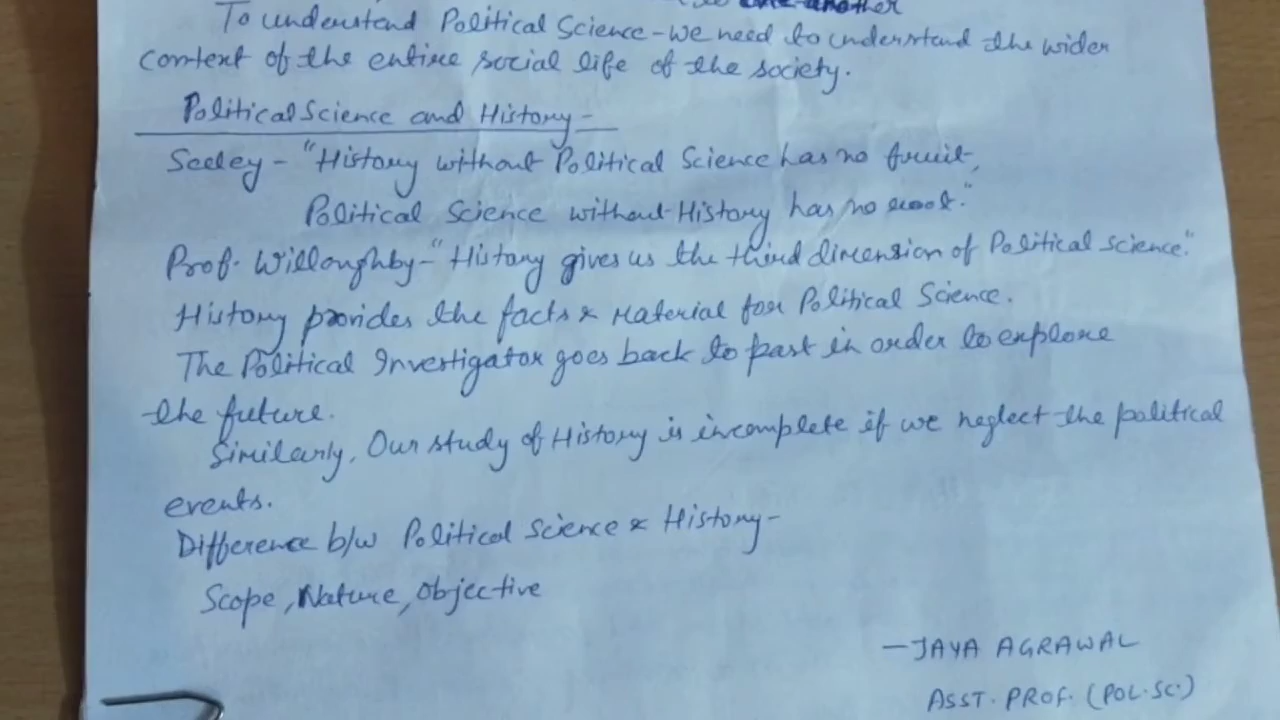 one another
To understand Political Science - we need to understand the wider
context of the entire social life of the society.
Political Science and History -
Seeley - "History without Political Science has no fruit,
Political Science without History has no root."
Prof. Willoughby - "History gives us the third dimension of Political science."
History provides the facts & material for Political Science.
The Political Investigator goes back to past in order to explore
the future.
Similarly, Our study of History is incomplete if we neglect the political
events.
Difference b/w Political Science & History -
Scope, Nature, Objective
- JAYA AGRAWAL
ASST. PROF. (POL.SC.)